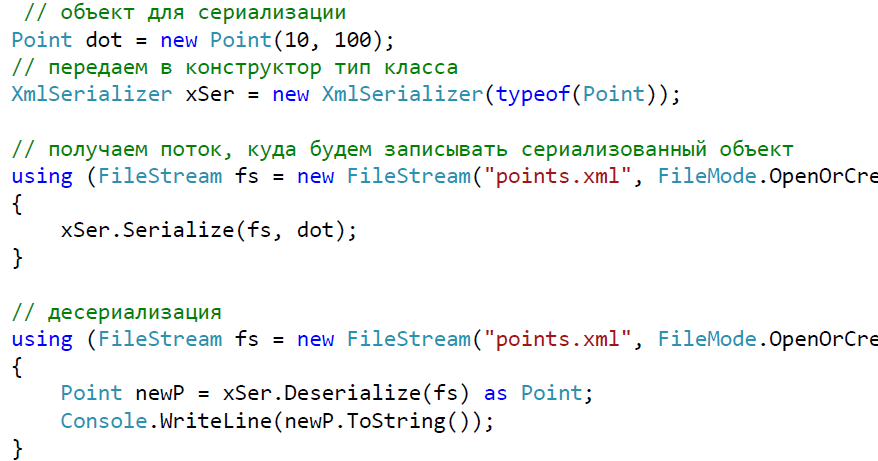 // объект для сериализации
Point dot = new Point(10, 100);
// передаем в конструктор тип класса
XmlSerializer xSer = new XmlSerializer(typeof(Point));
// получаем поток, куда будем записывать сериализованный объект
using (FileStream fs = new FileStream("points.xml", FileMode.OpenOrCre
{
xSer.Serialize(fs, dot);
}
// десериализация
using (FileStream fs = new FileStream("points.xml", FileMode.OpenOrCre
{
Point newP = xSer.Deserialize(fs) as Point;
Console.WriteLine(newP.ToString());
}